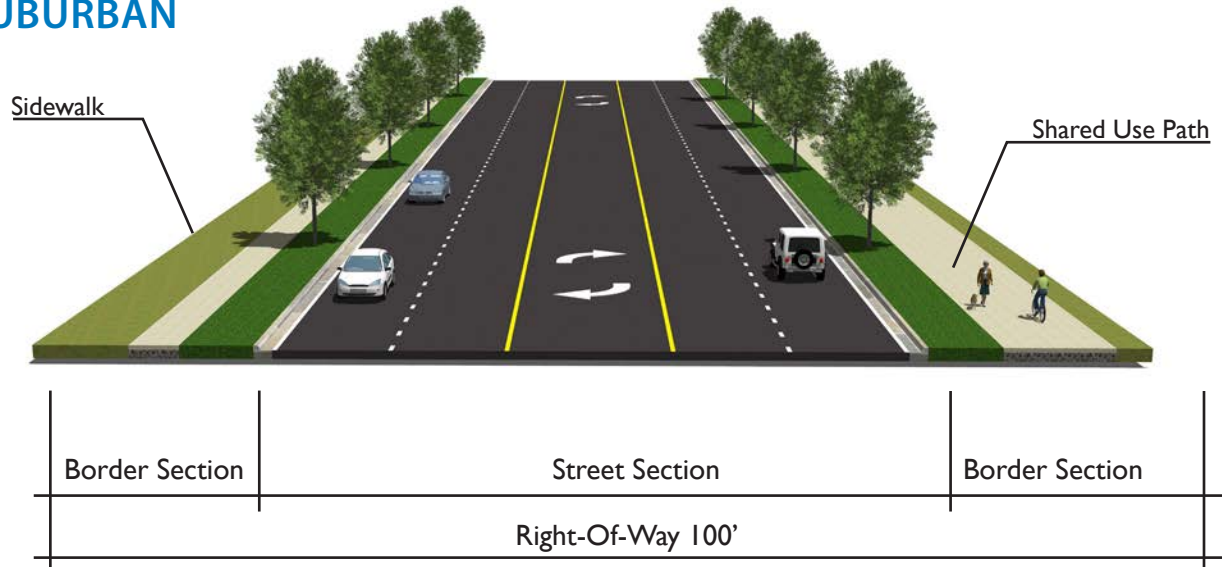 UBURBAN
Sidewalk
Shared Use Path
Border Section
Street Section
Border Section
Right-Of-Way 100’